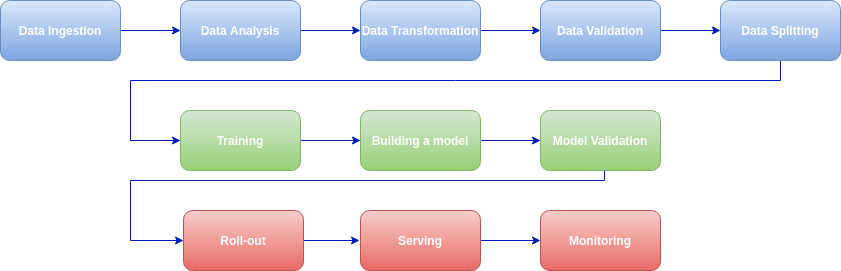 Data Ingestion
Data Analysis
Data Transformation
Data Validation
Data Splitting
Training
Building a model
Model Validation
Roll-out
Serving
Monitoring